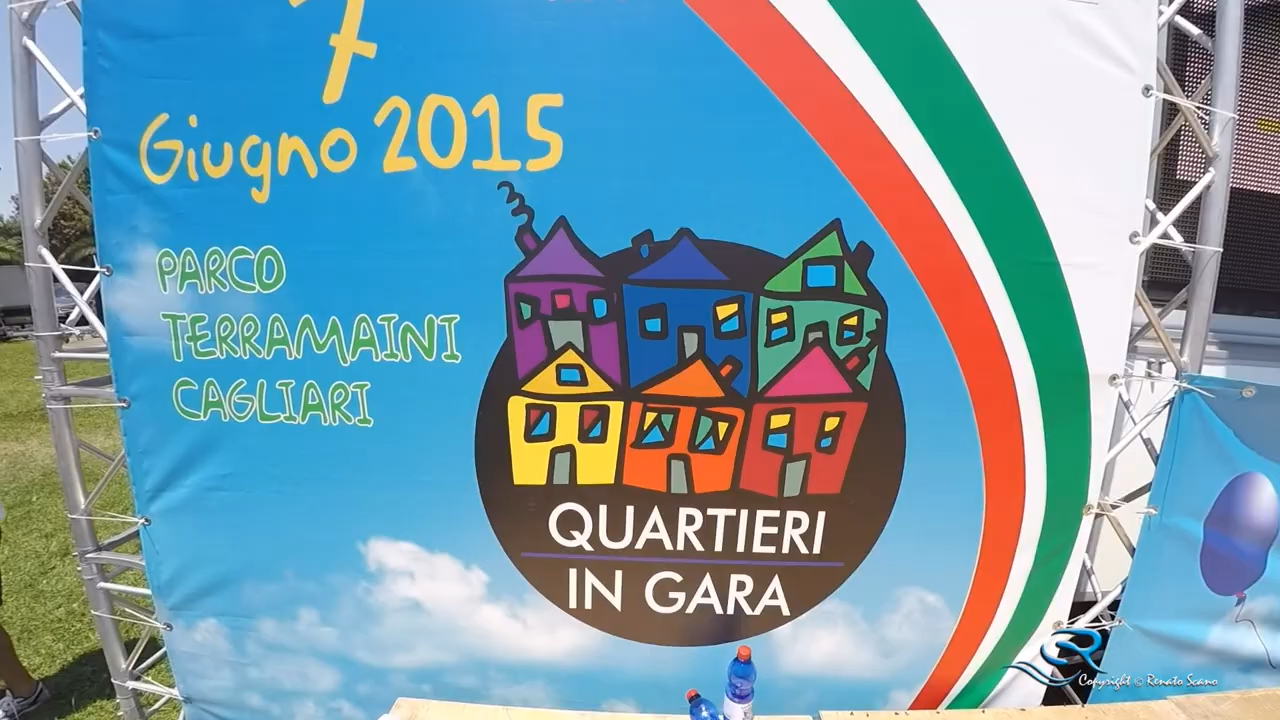 7
Giugno 2015
PARCO
TERRAMAINI
CAGLIARI
QUARTIERI
IN GARA
Copyright © Renato Scano